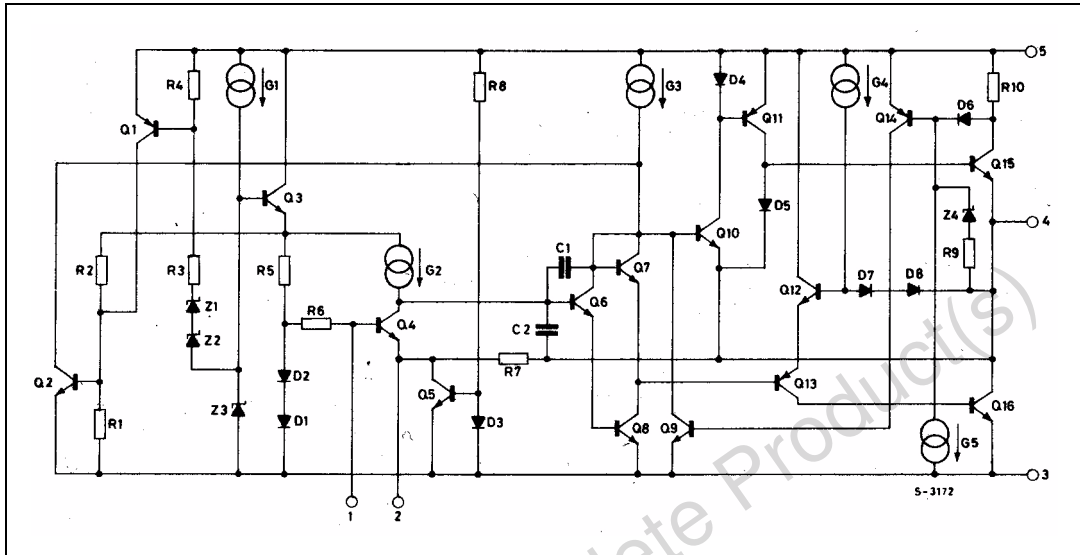 5
R4
G1
R8
G3
D4
G4
R10
Q14
D6
Q1
Q11
Q15
Q3
D5
Z4
4
R2
R3
R5
G2
C1
Q10
R9
Q7
Z1
R6
Q4
Q6
Q12
D7
D8
Z2
C2
R7
Q2
D2
Q5
Q13
Z3
R1
D1
D3
Q8
Q9
Q16
G5
3
S-3172
1
2
lete Product(s)